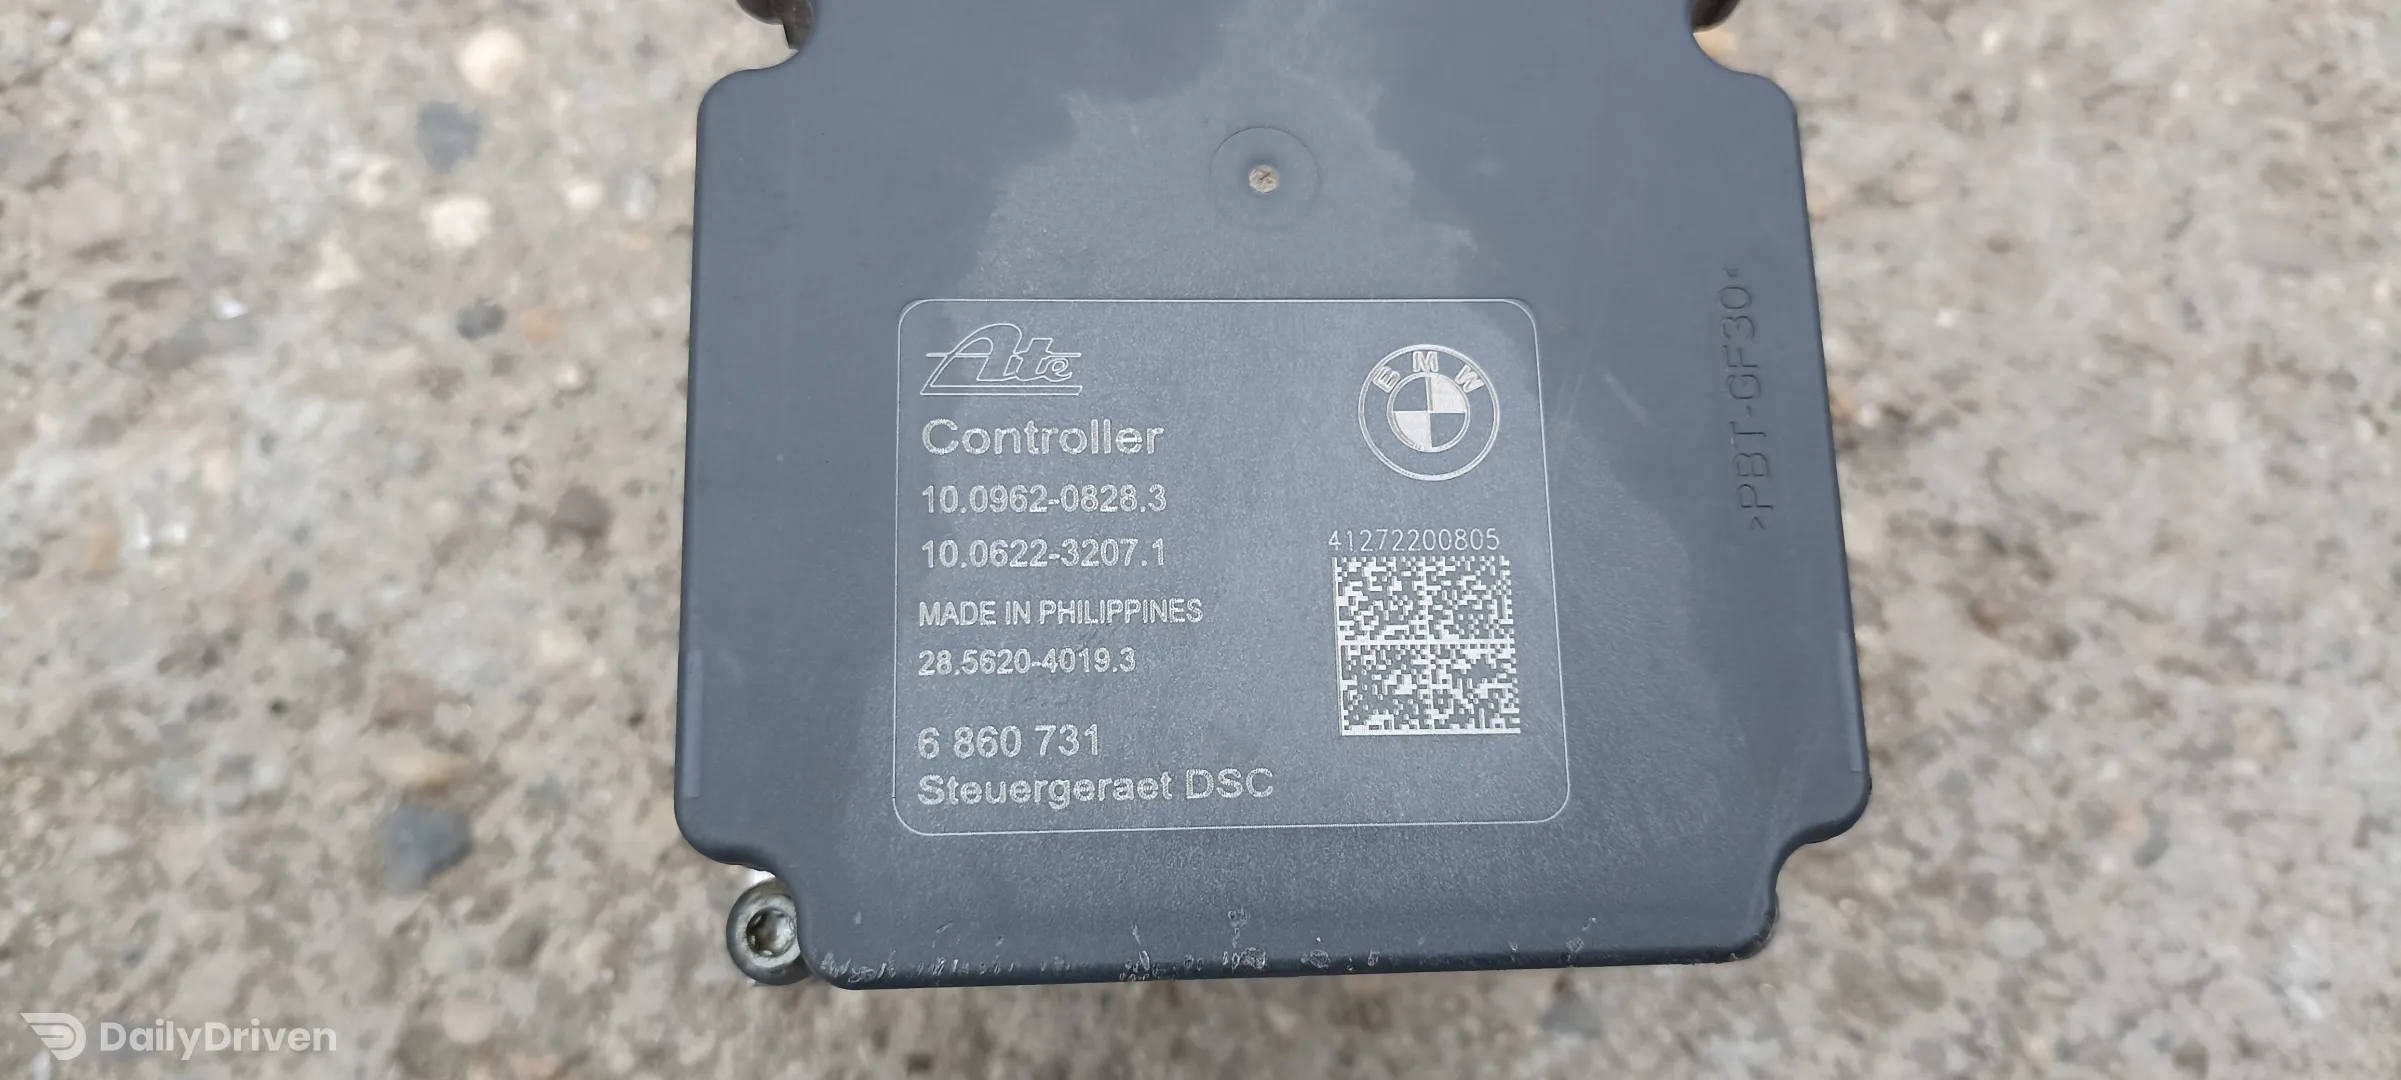 Ate
BMW
Controller
10.0962-0828.3
10.0622-3207.1
MADE IN PHILIPPINES
28.5620-4019.3
41272200805
6 860 731
Steuergeraet DSC
>PBT-GF30<
DailyDriven